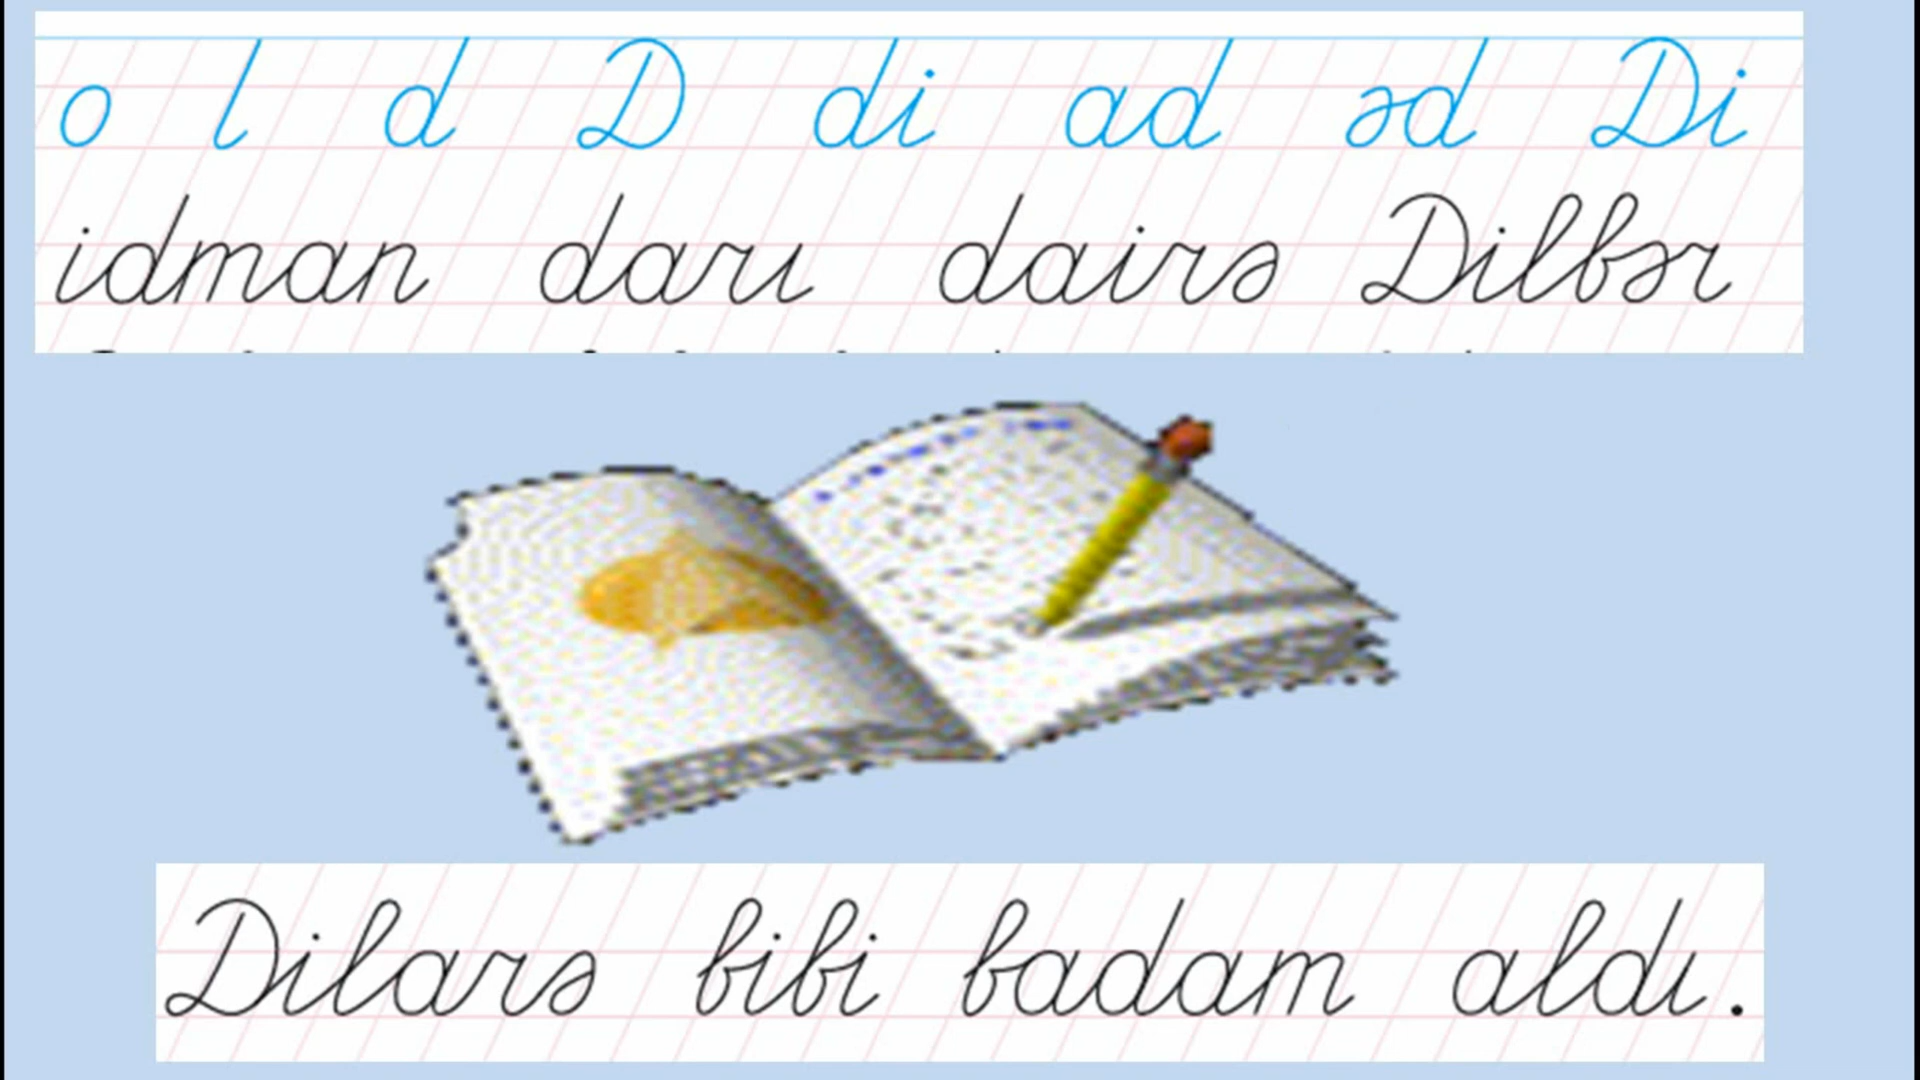 o l d D di ad əd Di
idman darı dairə Dilbər
Dilarə bibi badam aldı.